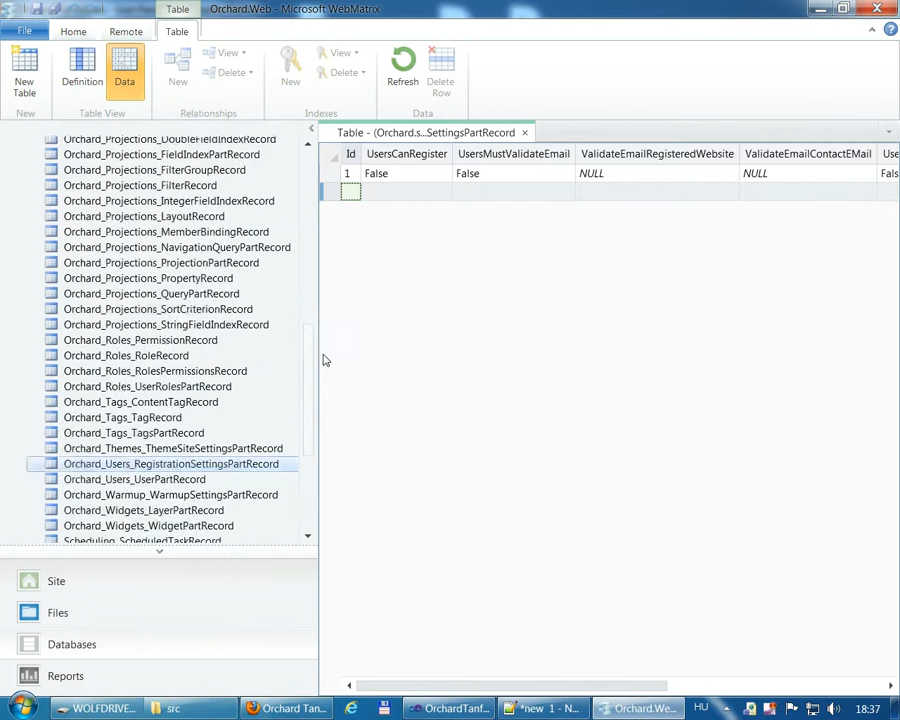 Table
Orchard.Web - Microsoft WebMatrix
File
Home
Remote
Table
New Table
Definition
Data
New
View
Delete
New
View
Delete
Refresh
Delete Row
New
Table View
Relationships
Indexes
Data
Orchard_Projections_DoubleFieldIndexRecord
Orchard_Projections_FieldIndexPartRecord
Orchard_Projections_FilterGroupRecord
Orchard_Projections_FilterRecord
Orchard_Projections_IntegerFieldIndexRecord
Orchard_Projections_LayoutRecord
Orchard_Projections_MemberBindingRecord
Orchard_Projections_NavigationQueryPartRecord
Orchard_Projections_ProjectionPartRecord
Orchard_Projections_PropertyRecord
Orchard_Projections_QueryPartRecord
Orchard_Projections_SortCriterionRecord
Orchard_Projections_StringFieldIndexRecord
Orchard_Roles_PermissionRecord
Orchard_Roles_RoleRecord
Orchard_Roles_RolesPermissionsRecord
Orchard_Roles_UserRolesPartRecord
Orchard_Tags_ContentTagRecord
Orchard_Tags_TagRecord
Orchard_Tags_TagsPartRecord
Orchard_Themes_ThemeSiteSettingsPartRecord
Orchard_Users_RegistrationSettingsPartRecord
Orchard_Users_UserPartRecord
Orchard_Warmup_WarmupSettingsPartRecord
Orchard_Widgets_LayerPartRecord
Orchard_Widgets_WidgetPartRecord
Scheduling_ScheduledTaskRecord
Site
Files
Databases
Reports
Table - (Orchard.s...SettingsPartRecord
Id UsersCanRegister UsersMustValidateEmail ValidateEmailRegisteredWebsite ValidateEmailContactEMail Use
1 False False NULL NULL Fals
WOLFDRIVE...
src
Orchard Tan...
OrchardTanf...
*new 1 - N...
Orchard.We...
HU
18:37